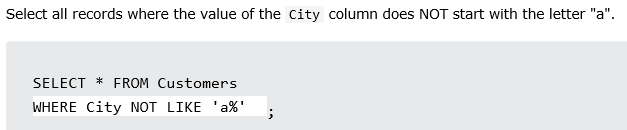 Select all records where the value of the City column does NOT start with the letter "a".
SELECT * FROM Customers
WHERE City NOT LIKE 'a%' ;